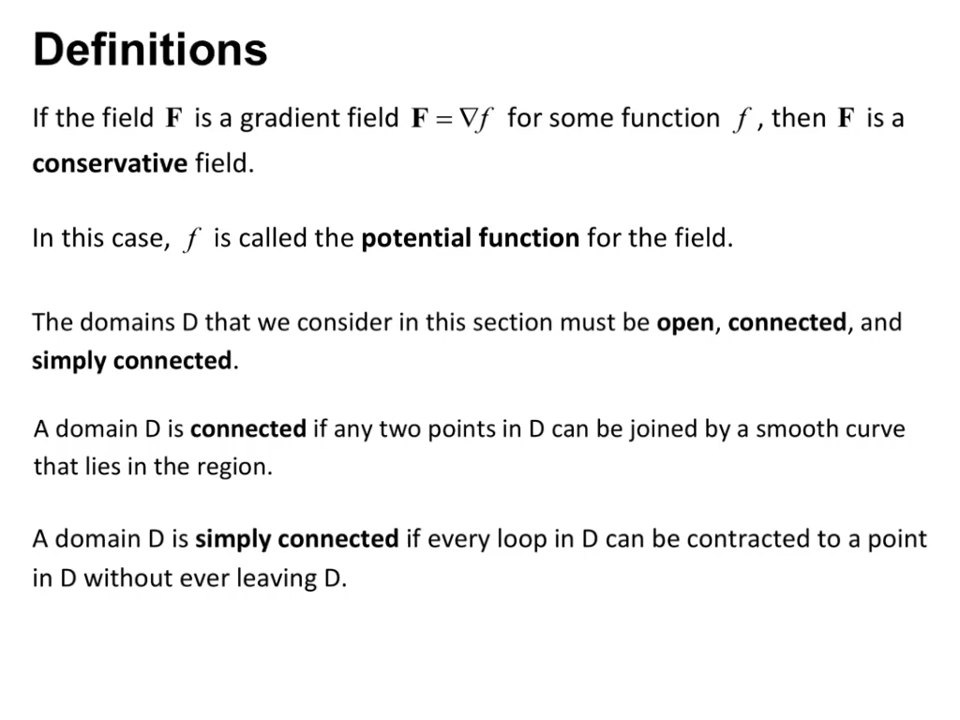 Definitions
If the field F is a gradient field F = ∇f for some function f , then F is a
conservative field.
In this case, f is called the potential function for the field.
The domains D that we consider in this section must be open, connected, and
simply connected.
A domain D is connected if any two points in D can be joined by a smooth curve
that lies in the region.
A domain D is simply connected if every loop in D can be contracted to a point
in D without ever leaving D.